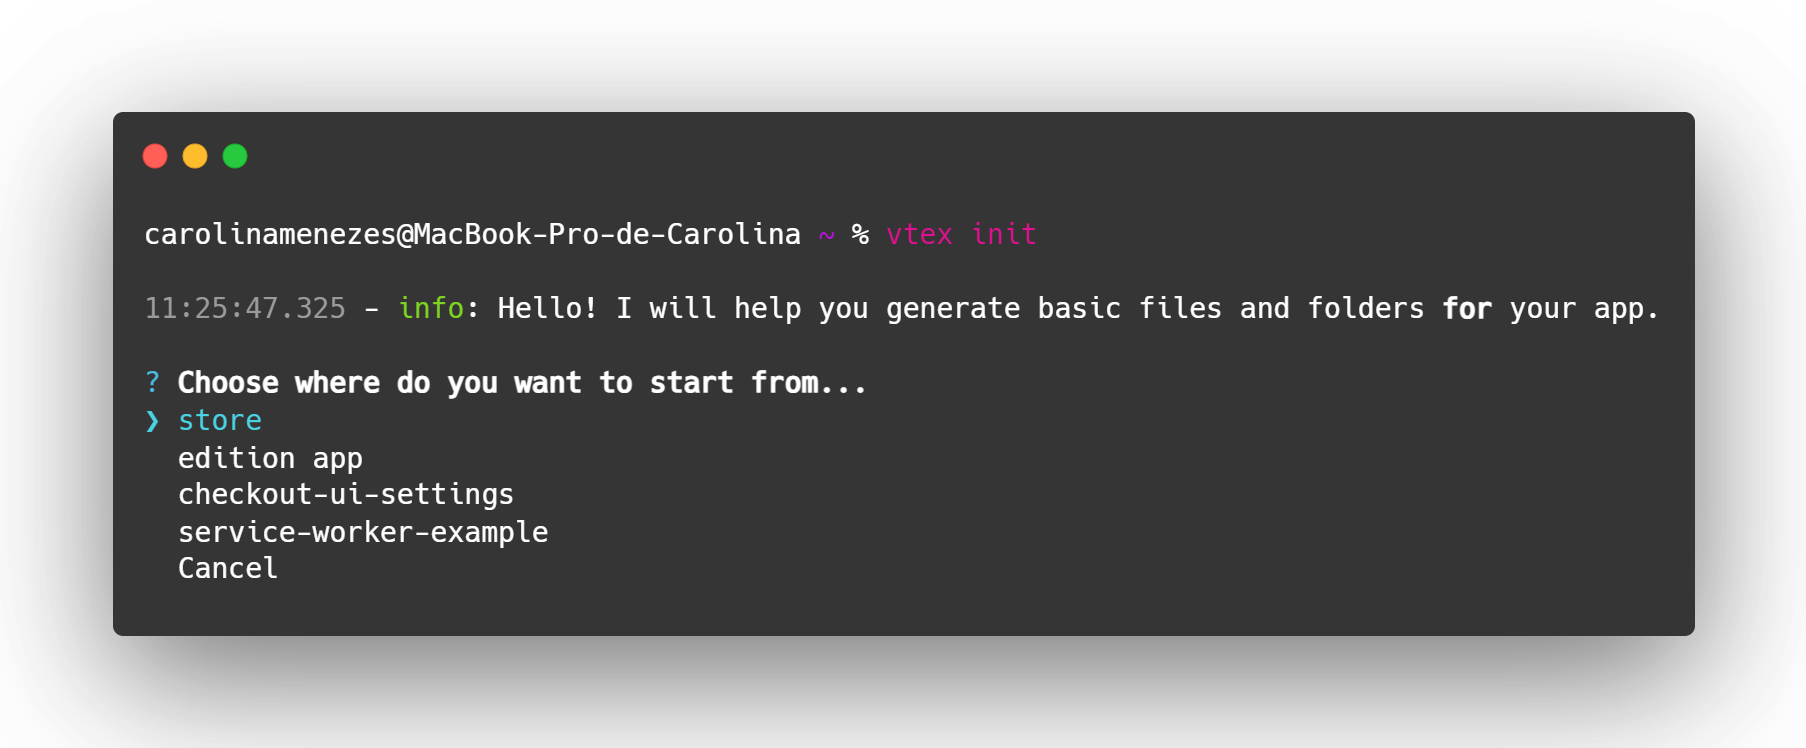 carolinamenezes@MacBook-Pro-de-Carolina ~ % vtex init
11:25:47.325 - info: Hello! I will help you generate basic files and folders for your app.
? Choose where do you want to start from...
❯ store
edition app
checkout-ui-settings
service-worker-example
Cancel